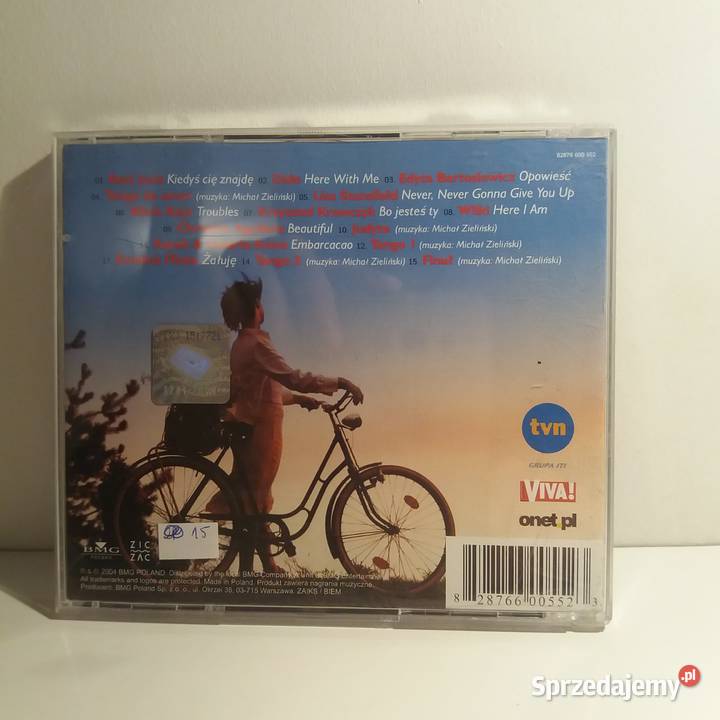 82876 600 552
01. Kiedyś cię znajdę 02. Dido Here With Me 03. Edyta Bartosiewicz Opowieść
04. (muzyka: Michał Zieliński) 05. Lisa Stansfield Never, Never Gonna Give You Up
06. Troubles 07. Krzysztof Krawczyk Bo jesteś ty 08. Wilki Here I Am
09. Beautiful 10. Judyta (muzyka: Michał Zieliński)
Embarcacao 12. Tango 1 (muzyka: Michał Zieliński)
Żałuję 14. Tango 2 (muzyka: Michał Zieliński) 15. Finał (muzyka: Michał Zieliński)
tvn
GRUPA ITI
VIVA!
onet.pl
BMG
POLAND
ZIC
ZAC
15
℗ & © 2004 BMG POLAND. Distributed by the local BMG Company
All trademarks and logos are protected. Made in Poland. Produkt zawiera nagrania muzyczne.
Producent: BMG Poland Sp. z o. o., ul. Okrzei 38, 03-715 Warszawa. ZAIKS / BIEM
8 28766 00552 3
Sprzedajemy.pl